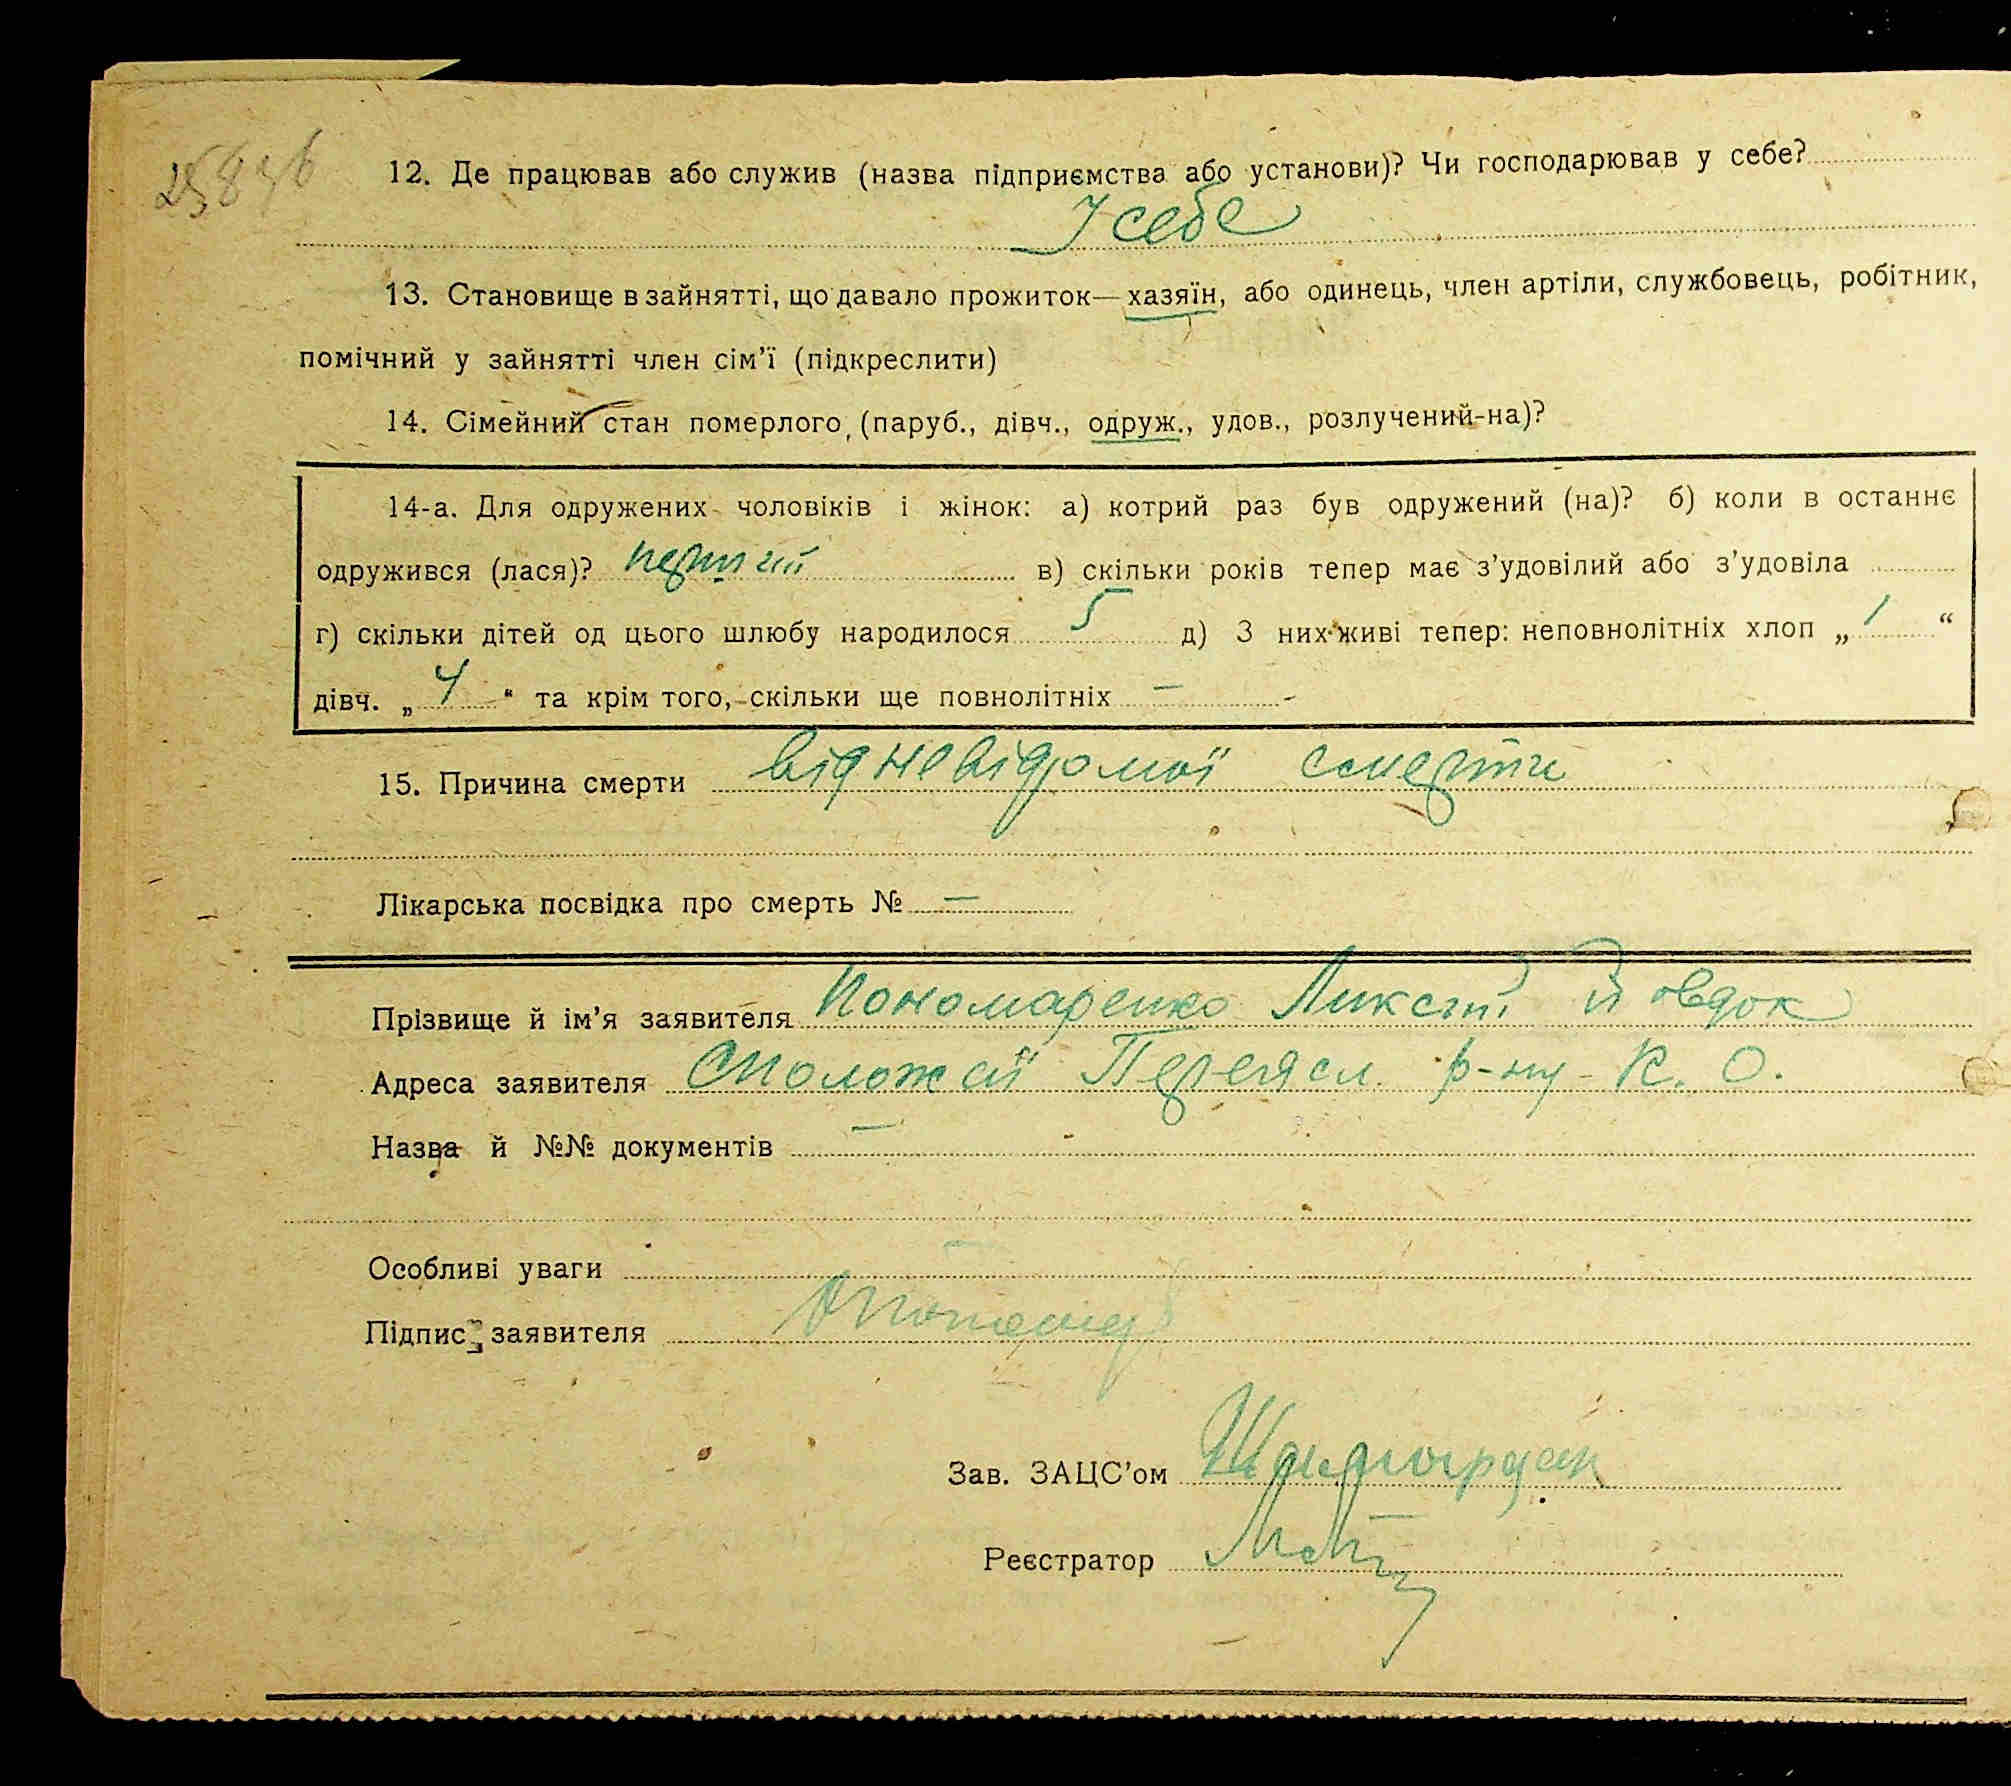 258зв
12. Де працював або служив (назва підприємства або установи)? Чи господарював у себе?
У себе
13. Становище в зайнятті, що давало прожиток—хазяїн, або одинець, член артіли, службовець, робітник,
помічний у зайнятті член сім’ї (підкреслити)
14. Сімейний стан померлого (паруб., дівч., одруж., удов., розлучений-на)?
14-а. Для одружених чоловіків і жінок: а) котрий раз був одружений (на)? б) коли в останнє
одружився (лася)? перший в) скільки років тепер має з’удовілий або з’удовіла
г) скільки дітей од цього шлюбу народилося 5 д) З них живі тепер: неповнолітніх хлоп „ 1 “
дівч. „ 4 “ та крім того, скільки ще повнолітніх —
15. Причина смерти від невідомої смерти
Лікарська посвідка про смерть № —
Прізвище й ім’я заявителя Пономаренко Ликсій Йовдок
Адреса заявителя Переясл. р-ну К. О.
Назва й №№ документів —
Особливі уваги —
Підпис заявителя
Зав. ЗАЦС’ом
Реєстратор